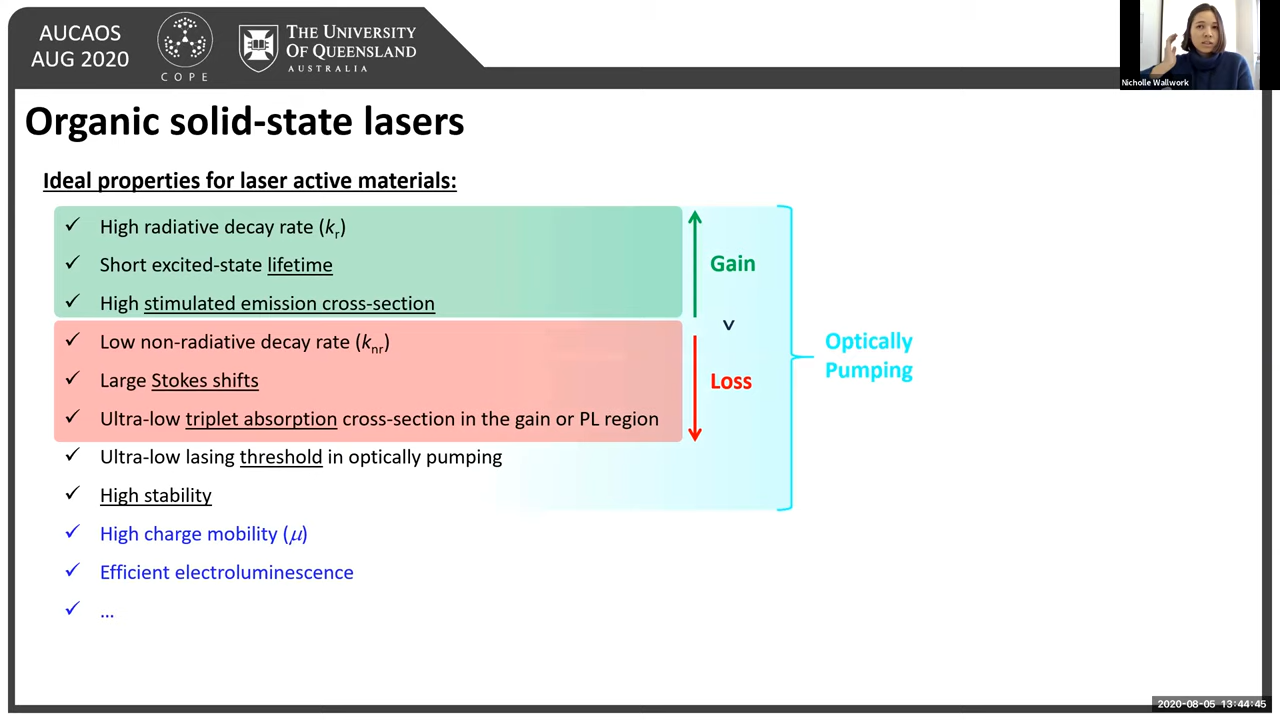 AUCAOS
AUG 2020
COPE
THE UNIVERSITY
OF QUEENSLAND
AUSTRALIA
Nicholle Wallwork
Organic solid-state lasers
Ideal properties for laser active materials:
✓ High radiative decay rate (kr)
✓ Short excited-state lifetime
✓ High stimulated emission cross-section
✓ Low non-radiative decay rate (knr)
✓ Large Stokes shifts
✓ Ultra-low triplet absorption cross-section in the gain or PL region
✓ Ultra-low lasing threshold in optically pumping
✓ High stability
✓ High charge mobility (μ)
✓ Efficient electroluminescence
✓ ...
Gain
v
Loss
Optically
Pumping
2020-08-05 13:44:45